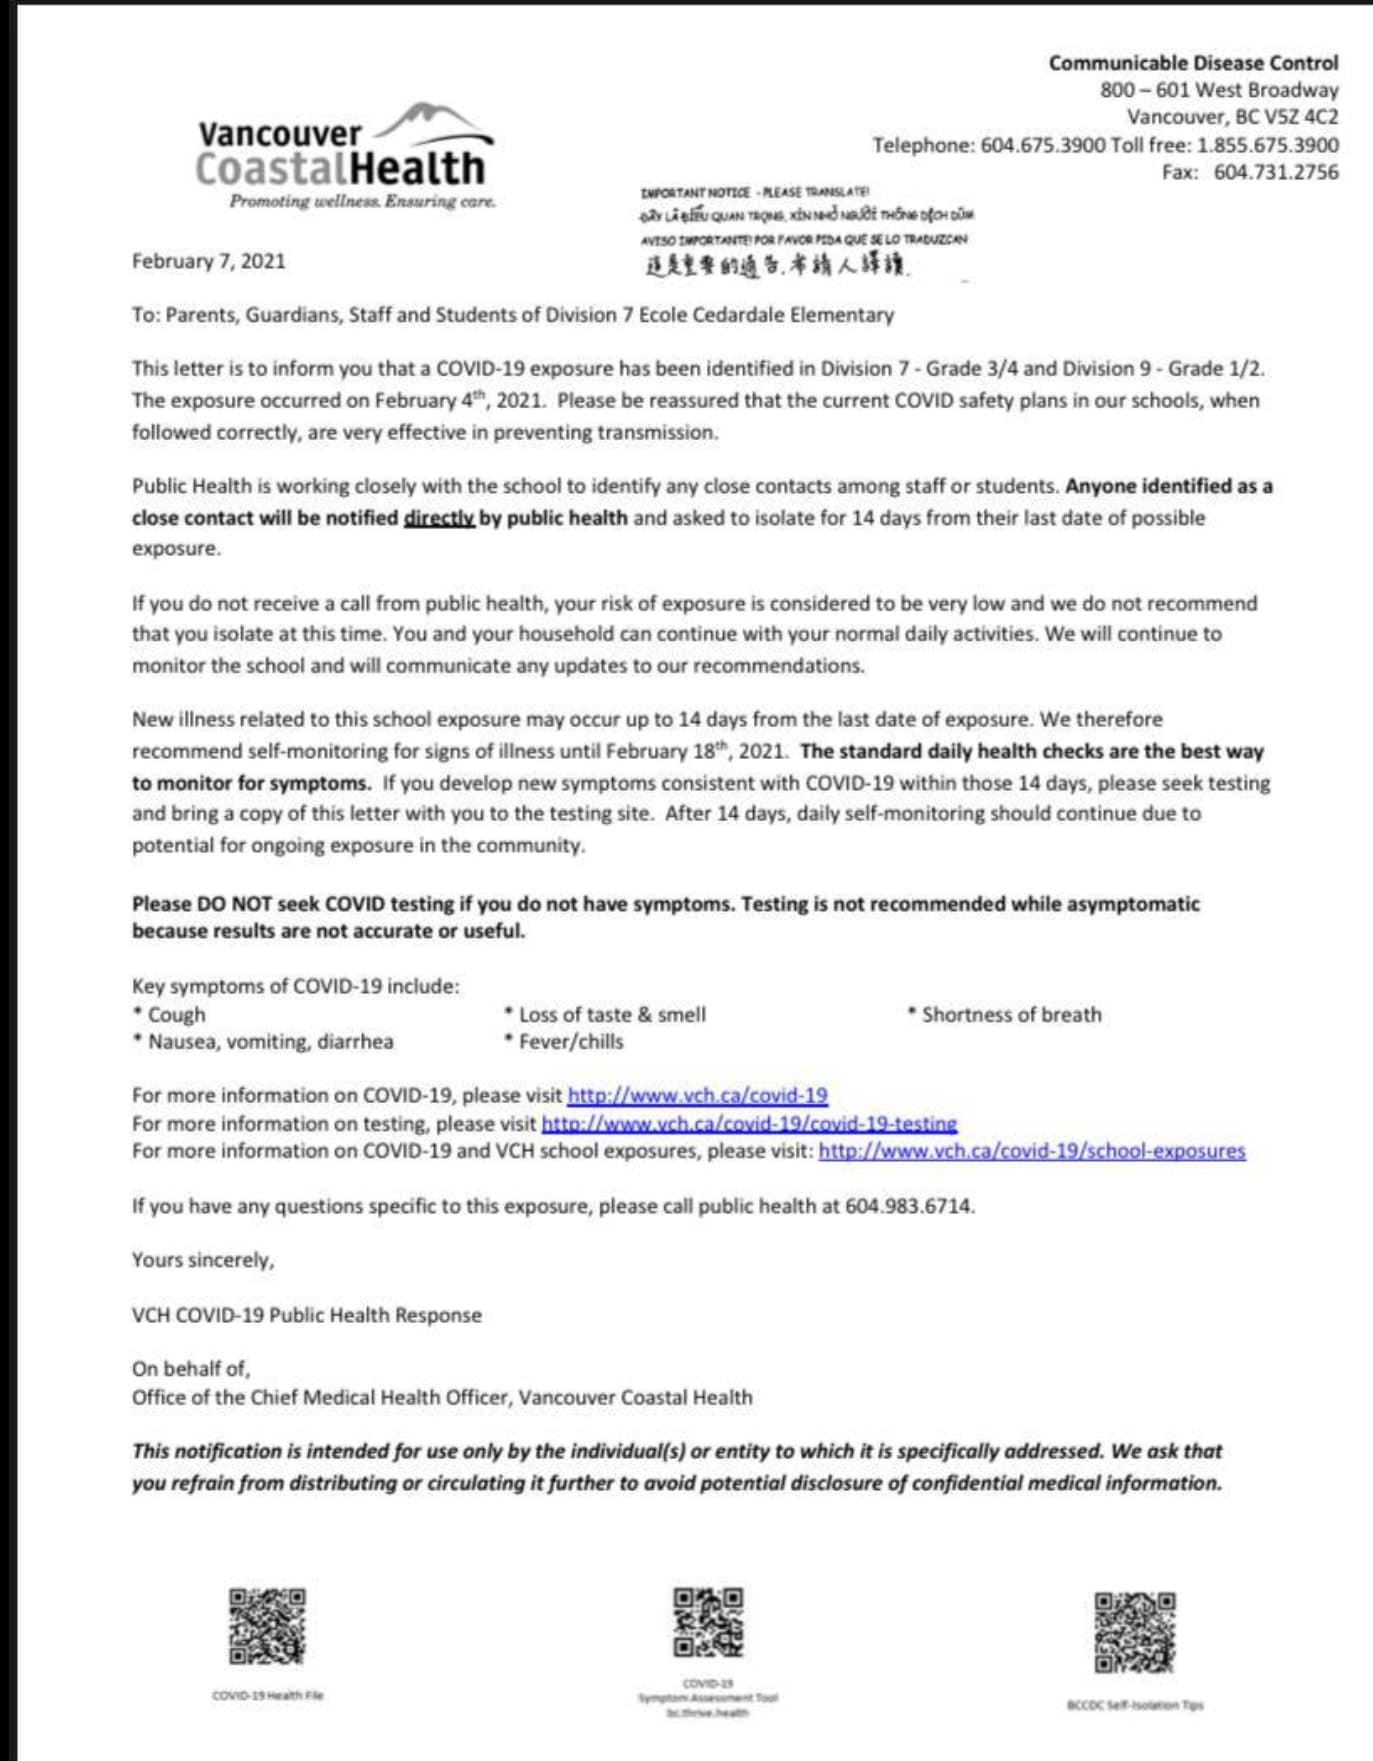 Communicable Disease Control
800 – 601 West Broadway
Vancouver, BC V5Z 4C2
Telephone: 604.675.3900 Toll free: 1.855.675.3900
Fax: 604.731.2756
Vancouver
CoastalHealth
Promoting wellness. Ensuring care.
IMPORTANT NOTICE - PLEASE TRANSLATE!
ĐÂY LÀ ĐIỀU QUAN TRỌNG, XIN NHỜ NGƯỜI THÔNG DỊCH DÙM
AVISO IMPORTANTE! POR FAVOR PIDA QUE SE LO TRADUZCAN
這是重要的通告.希請人譯讀.
February 7, 2021
To: Parents, Guardians, Staff and Students of Division 7 Ecole Cedardale Elementary
This letter is to inform you that a COVID-19 exposure has been identified in Division 7 - Grade 3/4 and Division 9 - Grade 1/2.
The exposure occurred on February 4th, 2021. Please be reassured that the current COVID safety plans in our schools, when
followed correctly, are very effective in preventing transmission.
Public Health is working closely with the school to identify any close contacts among staff or students. Anyone identified as a
close contact will be notified directly by public health and asked to isolate for 14 days from their last date of possible
exposure.
If you do not receive a call from public health, your risk of exposure is considered to be very low and we do not recommend
that you isolate at this time. You and your household can continue with your normal daily activities. We will continue to
monitor the school and will communicate any updates to our recommendations.
New illness related to this school exposure may occur up to 14 days from the last date of exposure. We therefore
recommend self-monitoring for signs of illness until February 18th, 2021. The standard daily health checks are the best way
to monitor for symptoms. If you develop new symptoms consistent with COVID-19 within those 14 days, please seek testing
and bring a copy of this letter with you to the testing site. After 14 days, daily self-monitoring should continue due to
potential for ongoing exposure in the community.
Please DO NOT seek COVID testing if you do not have symptoms. Testing is not recommended while asymptomatic
because results are not accurate or useful.
Key symptoms of COVID-19 include:
* Cough * Loss of taste & smell * Shortness of breath
* Nausea, vomiting, diarrhea * Fever/chills
For more information on COVID-19, please visit http://www.vch.ca/covid-19
For more information on testing, please visit http://www.vch.ca/covid-19/covid-19-testing
For more information on COVID-19 and VCH school exposures, please visit: http://www.vch.ca/covid-19/school-exposures
If you have any questions specific to this exposure, please call public health at 604.983.6714.
Yours sincerely,
VCH COVID-19 Public Health Response
On behalf of,
Office of the Chief Medical Health Officer, Vancouver Coastal Health
This notification is intended for use only by the individual(s) or entity to which it is specifically addressed. We ask that
you refrain from distributing or circulating it further to avoid potential disclosure of confidential medical information.
COVID-19 Health File
COVID-19
Symptom Assessment Tool
bc.thrive.health
BCCDC Self-Isolation Tips